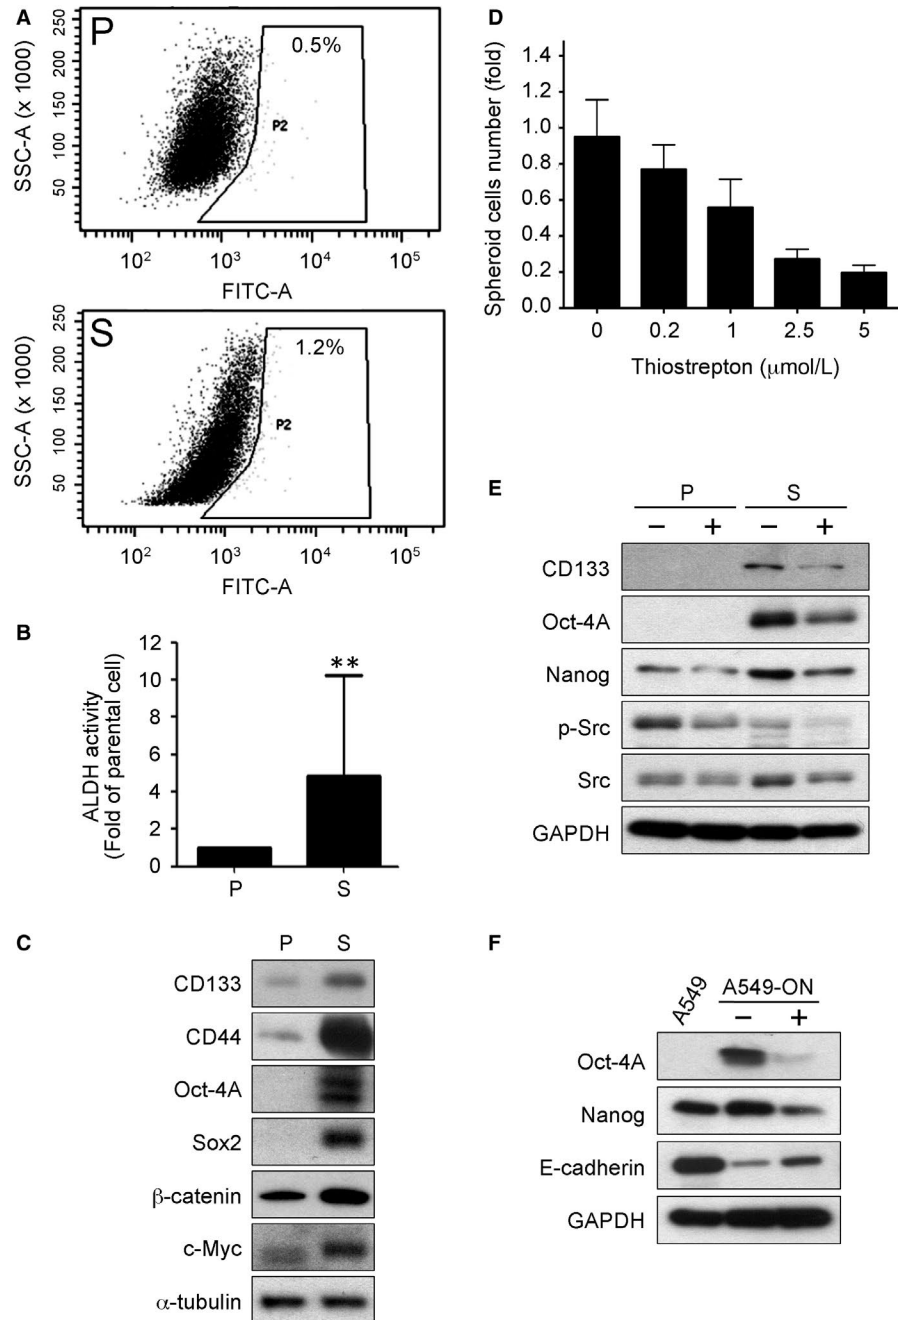 A
P
0.5%
P2
SSC-A (x 1000)
250
200
150
100
50
10²
10³
10⁴
10⁵
FITC-A
S
1.2%
P2
SSC-A (x 1000)
250
200
150
100
50
10²
10³
10⁴
10⁵
FITC-A
B
ALDH activity
(Fold of parental cell)
12
10
8
6
4
2
0
**
P
S
C
P S
CD133
CD44
Oct-4A
Sox2
β-catenin
c-Myc
α-tubulin
D
Spheroid cells number (fold)
1.4
1.2
1.0
0.8
0.6
0.4
0.2
0.0
0 0.2 1 2.5 5
Thiostrepton (μmol/L)
E
P S
− + − +
CD133
Oct-4A
Nanog
p-Src
Src
GAPDH
F
A549
A549-ON
− +
Oct-4A
Nanog
E-cadherin
GAPDH